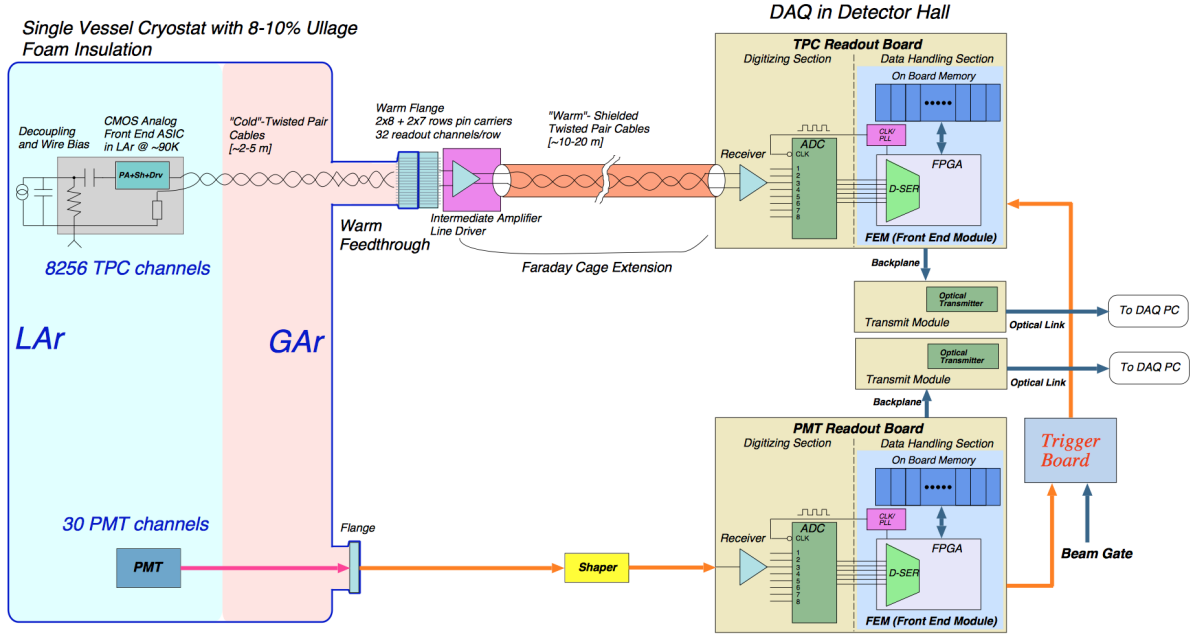 Single Vessel Cryostat with 8-10% Ullage
Foam Insulation
DAQ in Detector Hall
Decoupling
and Wire Bias
CMOS Analog
Front End ASIC
in LAr @ ~90K
PA+Sh+Drv
"Cold"-Twisted Pair
Cables
[~2-5 m]
Warm Flange
2x8 + 2x7 rows pin carriers
32 readout channels/row
"Warm"- Shielded
Twisted Pair Cables
[~10-20 m]
Warm
Feedthrough
Intermediate Amplifier
Line Driver
Faraday Cage Extension
8256 TPC channels
LAr
GAr
30 PMT channels
PMT
Flange
Shaper
TPC Readout Board
Digitizing Section
Data Handling Section
On Board Memory
Receiver
ADC
CLK
1
2
3
4
5
6
7
8
CLK/
PLL
FPGA
D-SER
FEM (Front End Module)
Backplane
Optical
Transmitter
Transmit Module
Optical Link
To DAQ PC
Optical
Transmitter
Transmit Module
Optical Link
To DAQ PC
Backplane
PMT Readout Board
Digitizing Section
Data Handling Section
On Board Memory
Receiver
ADC
CLK
1
2
3
4
5
6
7
8
CLK/
PLL
FPGA
D-SER
FEM (Front End Module)
Trigger
Board
Beam Gate